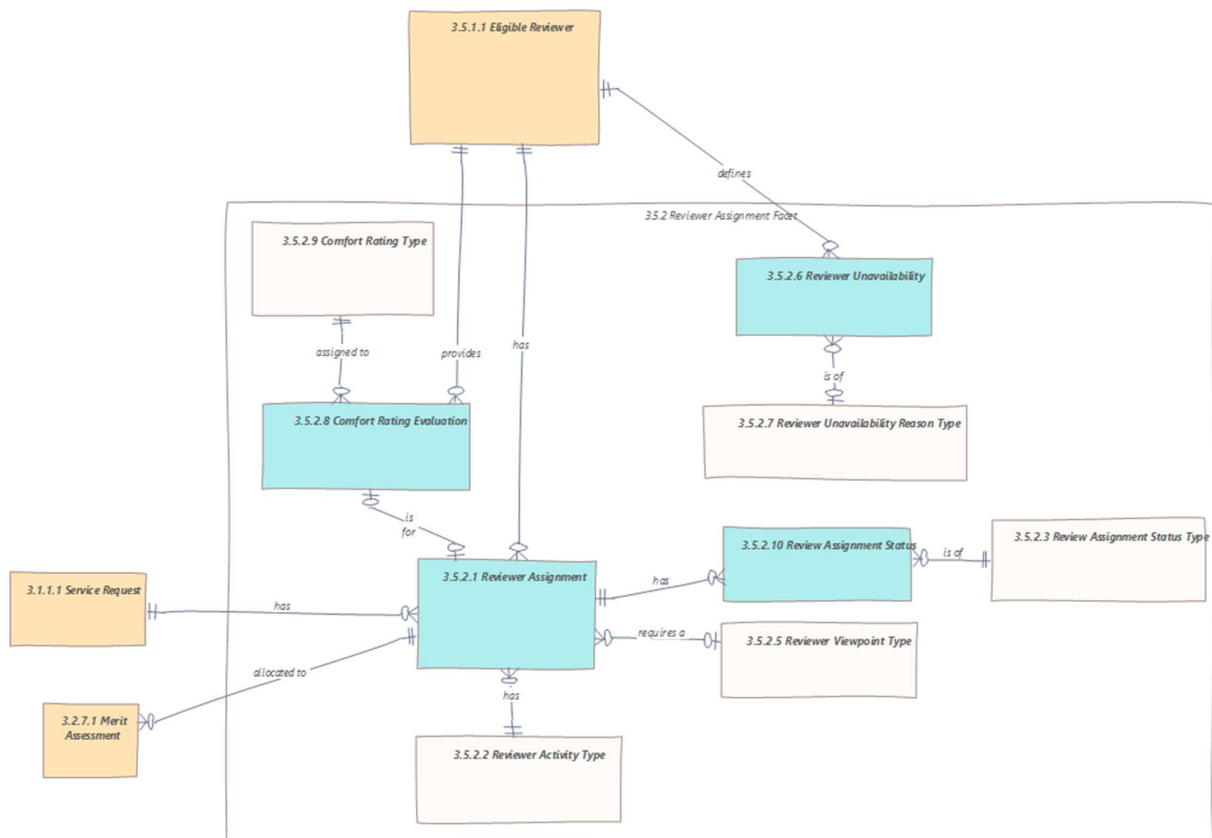 3.5.1.1 Eligible Reviewer
defines
3.5.2 Reviewer Assignment Facet
3.5.2.9 Comfort Rating Type
3.5.2.6 Reviewer Unavailability
assigned to
provides
has
is of
3.5.2.8 Comfort Rating Evaluation
3.5.2.7 Reviewer Unavailability Reason Type
is
for
3.5.2.10 Review Assignment Status
is of
3.5.2.3 Review Assignment Status Type
3.5.2.1 Reviewer Assignment
3.1.1.1 Service Request
has
has
requires a
3.5.2.5 Reviewer Viewpoint Type
allocated to
has
3.2.7.1 Merit
Assessment
3.5.2.2 Reviewer Activity Type